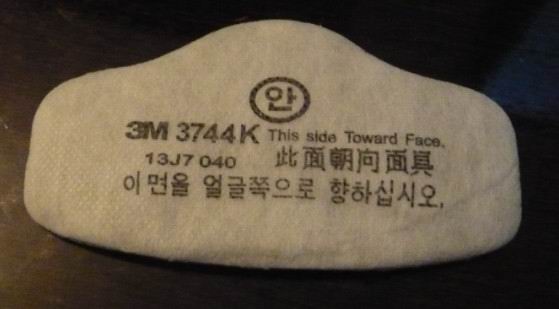 안
3M 3744K This side Toward Face.
13J7 040 此面朝向面具
이면을 얼굴쪽으로 향하십시오.